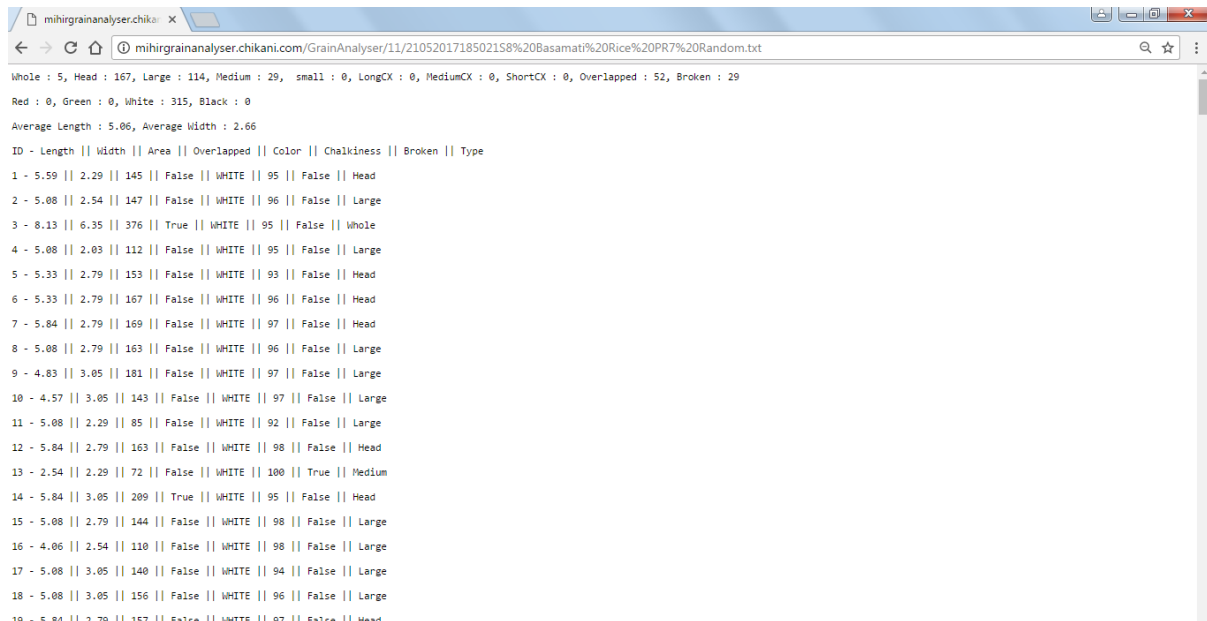 mihirgrainanalyser.chikar
mihirgrainanalyser.chikani.com/GrainAnalyser/11/21052017185021S8%20Basamati%20Rice%20PR7%20Random.txt
Whole : 5, Head : 167, Large : 114, Medium : 29,  small : 0, LongCX : 0, MediumCX : 0, ShortCX : 0, Overlapped : 52, Broken : 29
Red : 0, Green : 0, White : 315, Black : 0
Average Length : 5.06, Average Width : 2.66
ID - Length || Width || Area || Overlapped || Color || Chalkiness || Broken || Type
1 - 5.59 || 2.29 || 145 || False || WHITE || 95 || False || Head
2 - 5.08 || 2.54 || 147 || False || WHITE || 96 || False || Large
3 - 8.13 || 6.35 || 376 || True || WHITE || 95 || False || Whole
4 - 5.08 || 2.03 || 112 || False || WHITE || 95 || False || Large
5 - 5.33 || 2.79 || 153 || False || WHITE || 93 || False || Head
6 - 5.33 || 2.79 || 167 || False || WHITE || 96 || False || Head
7 - 5.84 || 2.79 || 169 || False || WHITE || 97 || False || Head
8 - 5.08 || 2.79 || 163 || False || WHITE || 96 || False || Large
9 - 4.83 || 3.05 || 181 || False || WHITE || 97 || False || Large
10 - 4.57 || 3.05 || 143 || False || WHITE || 97 || False || Large
11 - 5.08 || 2.29 || 85 || False || WHITE || 92 || False || Large
12 - 5.84 || 2.79 || 163 || False || WHITE || 98 || False || Head
13 - 2.54 || 2.29 || 72 || False || WHITE || 100 || True || Medium
14 - 5.84 || 3.05 || 209 || True || WHITE || 95 || False || Head
15 - 5.08 || 2.79 || 144 || False || WHITE || 98 || False || Large
16 - 4.06 || 2.54 || 110 || False || WHITE || 98 || False || Large
17 - 5.08 || 3.05 || 140 || False || WHITE || 94 || False || Large
18 - 5.08 || 3.05 || 156 || False || WHITE || 96 || False || Large
19 - 5.84 || 2.79 || 157 || False || WHITE || 97 || False || Head